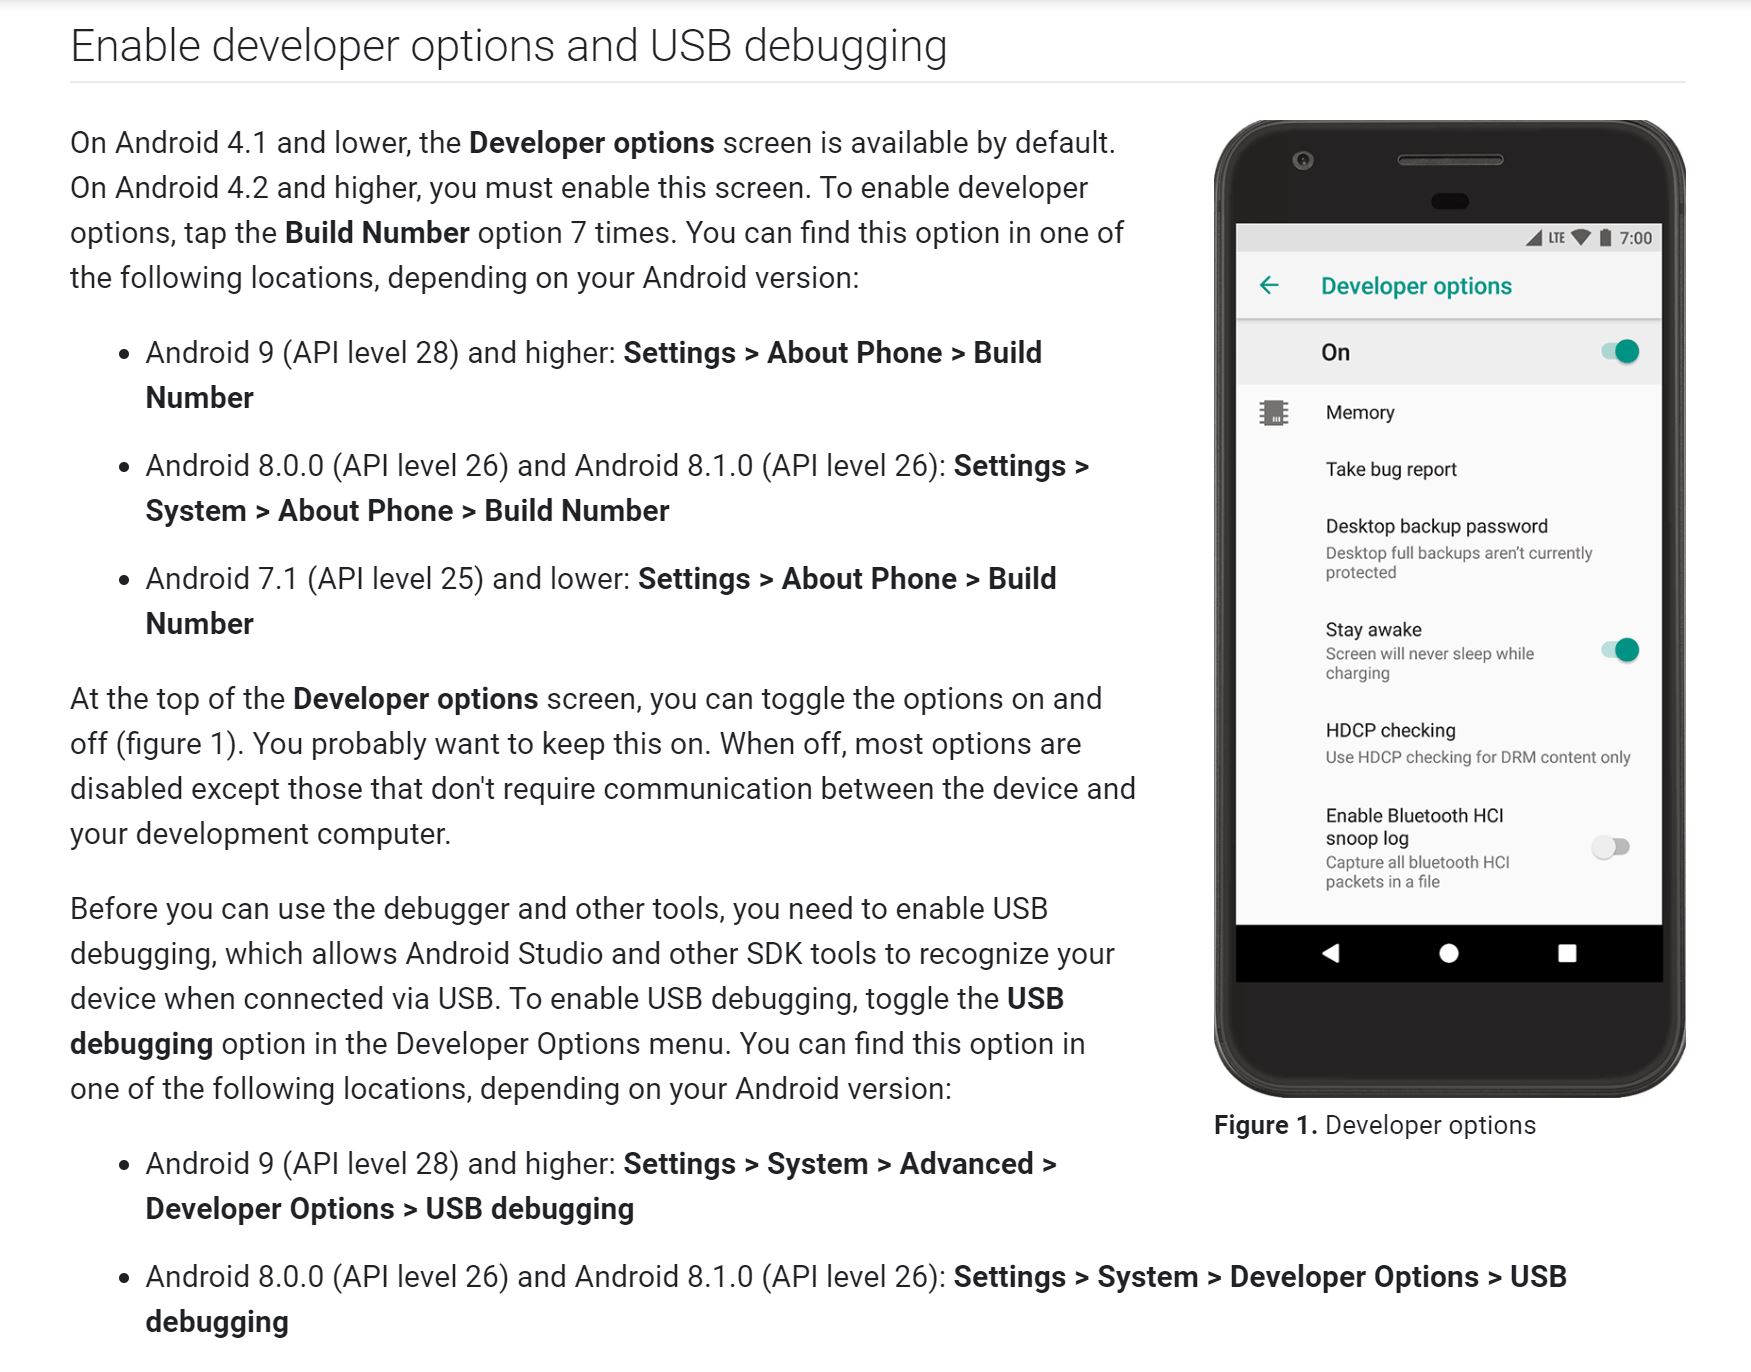 Enable developer options and USB debugging
On Android 4.1 and lower, the Developer options screen is available by default.
On Android 4.2 and higher, you must enable this screen. To enable developer
options, tap the Build Number option 7 times. You can find this option in one of
the following locations, depending on your Android version:
• Android 9 (API level 28) and higher: Settings > About Phone > Build
Number
• Android 8.0.0 (API level 26) and Android 8.1.0 (API level 26): Settings >
System > About Phone > Build Number
• Android 7.1 (API level 25) and lower: Settings > About Phone > Build
Number
At the top of the Developer options screen, you can toggle the options on and
off (figure 1). You probably want to keep this on. When off, most options are
disabled except those that don't require communication between the device and
your development computer.
Before you can use the debugger and other tools, you need to enable USB
debugging, which allows Android Studio and other SDK tools to recognize your
device when connected via USB. To enable USB debugging, toggle the USB
debugging option in the Developer Options menu. You can find this option in
one of the following locations, depending on your Android version:
• Android 9 (API level 28) and higher: Settings > System > Advanced >
Developer Options > USB debugging
• Android 8.0.0 (API level 26) and Android 8.1.0 (API level 26): Settings > System > Developer Options > USB
debugging
LTE 7:00
Developer options
On
Memory
Take bug report
Desktop backup password
Desktop full backups aren't currently
protected
Stay awake
Screen will never sleep while
charging
HDCP checking
Use HDCP checking for DRM content only
Enable Bluetooth HCI
snoop log
Capture all bluetooth HCI
packets in a file
Figure 1. Developer options